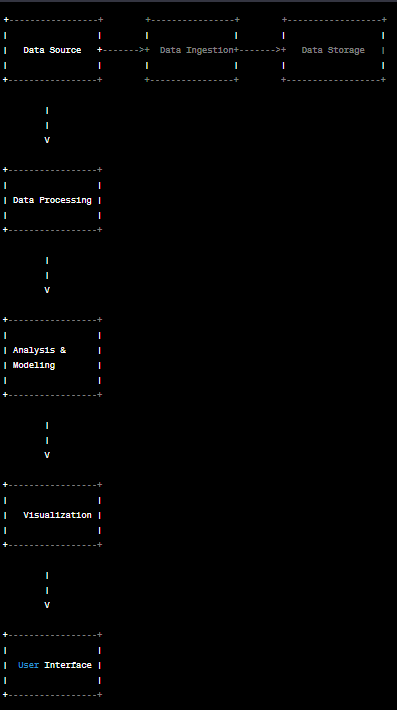 Data Source Data Ingestion Data Storage
V
Data Processing
V
Analysis &
Modeling
V
Visualization
V
User Interface